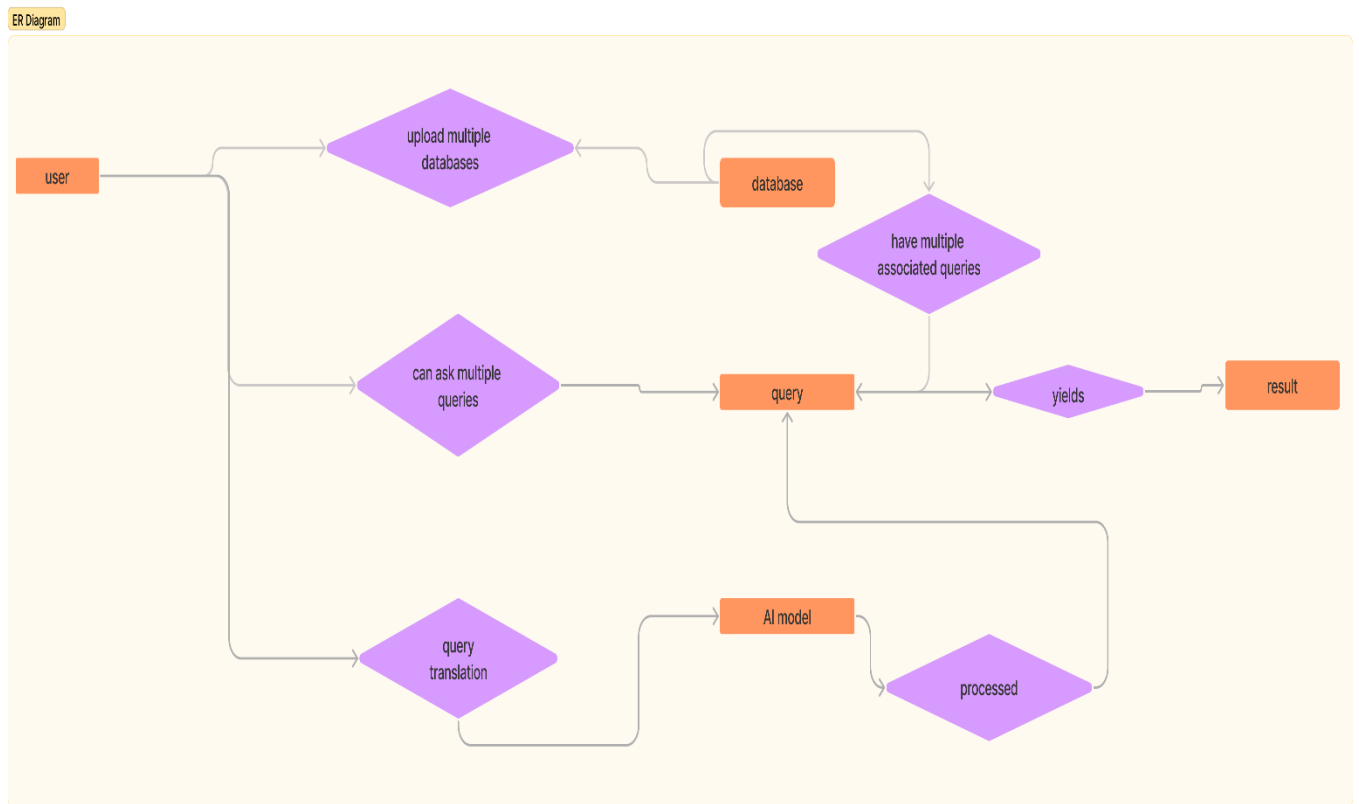 ER Diagram
upload multiple
databases
user
database
have multiple
associated queries
can ask multiple
queries
query
yields
result
AI model
query
translation
processed